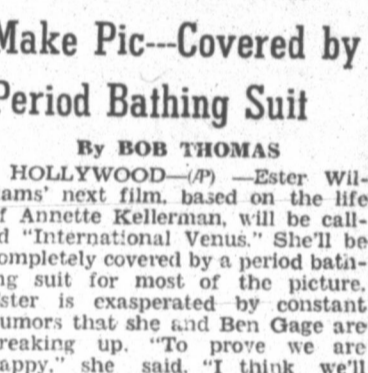 Make Pic---Covered by
Period Bathing Suit
By BOB THOMAS
HOLLYWOOD—(AP) —Ester Wil-
iams' next film, based on the life
f Annette Kellerman, will be call-
d "International Venus." She'll be
ompletely covered by a period bath-
ng suit for most of the picture.
ster is exasperated by constant
umors that she and Ben Gage are
reaking up. "To prove we are
appy," she said, "I think we'll